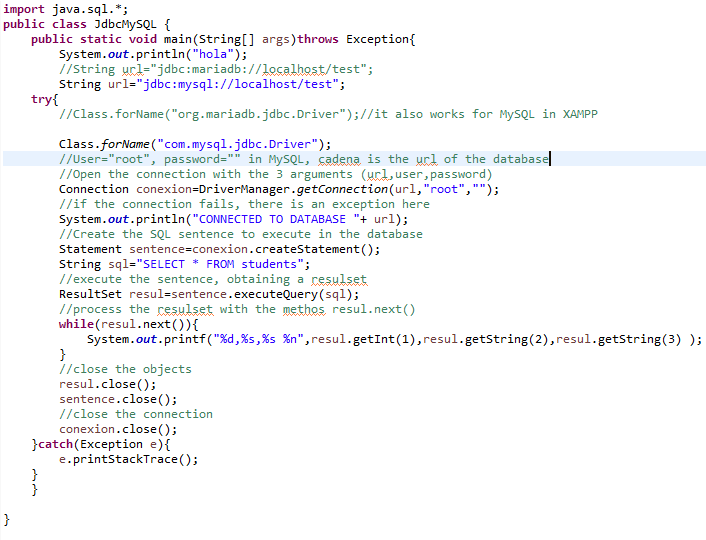 import java.sql.*;
public class JdbcMySQL {
    public static void main(String[] args)throws Exception{
        System.out.println("hola");
        //String url="jdbc:mariadb://localhost/test";
        String url="jdbc:mysql://localhost/test";
    try{
        //Class.forName("org.mariadb.jdbc.Driver");//it also works for MySQL in XAMPP

        Class.forName("com.mysql.jdbc.Driver");
        //User="root", password="" in MySQL, cadena is the url of the database
        //Open the connection with the 3 arguments (url,user,password)
        Connection conexion=DriverManager.getConnection(url,"root","");
        //if the connection fails, there is an exception here
        System.out.println("CONNECTED TO DATABASE "+ url);
        //Create the SQL sentence to execute in the database
        Statement sentence=conexion.createStatement();
        String sql="SELECT * FROM students";
        //execute the sentence, obtaining a resulset
        ResultSet resul=sentence.executeQuery(sql);
        //process the resulset with the methos resul.next()
        while(resul.next()){
            System.out.printf("%d,%s,%s %n",resul.getInt(1),resul.getString(2),resul.getString(3) );
        }
        //close the objects
        resul.close();
        sentence.close();
        //close the connection
        conexion.close();
    }catch(Exception e){
        e.printStackTrace();
    }
    }

}